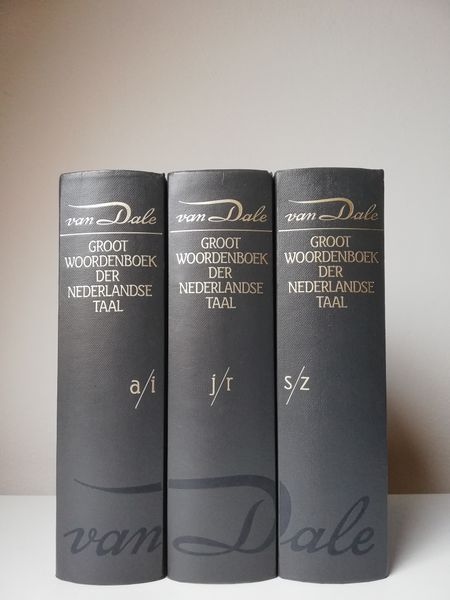 van Dale
GROOT
WOORDENBOEK
DER
NEDERLANDSE
TAAL
a/i
van Dale
GROOT
WOORDENBOEK
DER
NEDERLANDSE
TAAL
j/r
van Dale
GROOT
WOORDENBOEK
DER
NEDERLANDSE
TAAL
s/z
van Dale